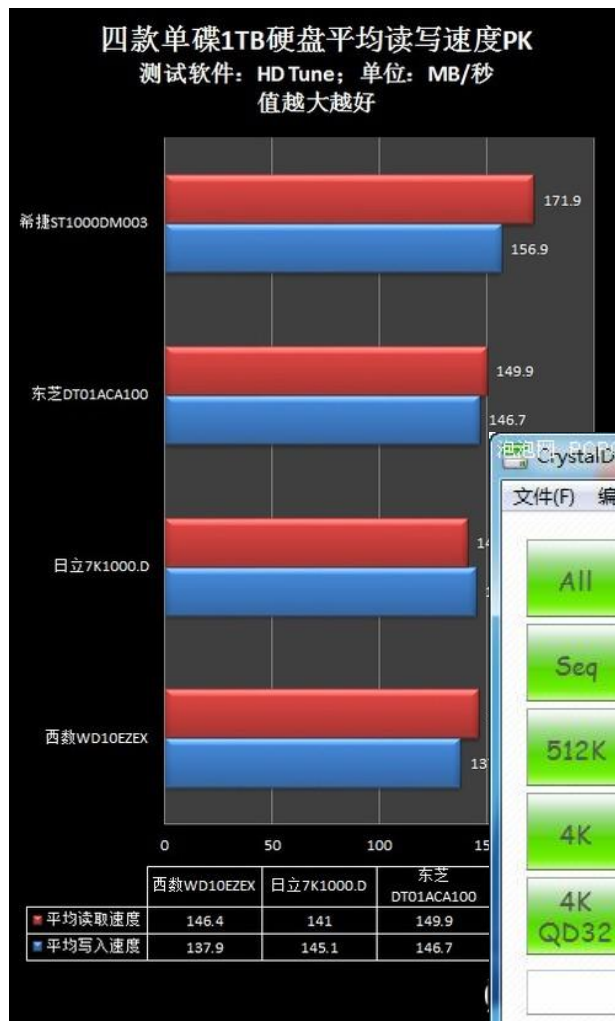 四款单碟1TB硬盘平均读写速度PK
测试软件：HD Tune；单位：MB/秒
值越大越好
希捷ST1000DM003
171.9
156.9
东芝DT01ACA100
149.9
146.7
日立7K1000.D
西数WD10EZEX
0 50 100
西数WD10EZEX 日立7K1000.D 东芝
DT01ACA100
平均读取速度 146.4 141 149.9
平均写入速度 137.9 145.1 146.7
泡泡网
CrystalD
文件(F) 编
All
Seq
512K
4K
4K
QD32